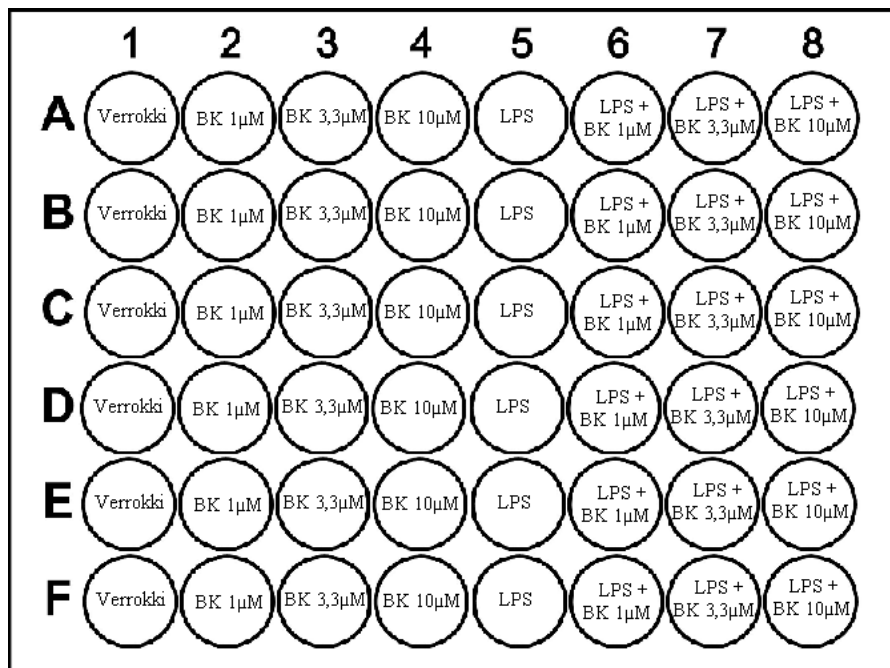 1 2 3 4 5 6 7 8
A Verrokki BK 1µM BK 3,3µM BK 10µM LPS LPS + BK 1µM LPS + BK 3,3µM LPS + BK 10µM
B Verrokki BK 1µM BK 3,3µM BK 10µM LPS LPS + BK 1µM LPS + BK 3,3µM LPS + BK 10µM
C Verrokki BK 1µM BK 3,3µM BK 10µM LPS LPS + BK 1µM LPS + BK 3,3µM LPS + BK 10µM
D Verrokki BK 1µM BK 3,3µM BK 10µM LPS LPS + BK 1µM LPS + BK 3,3µM LPS + BK 10µM
E Verrokki BK 1µM BK 3,3µM BK 10µM LPS LPS + BK 1µM LPS + BK 3,3µM LPS + BK 10µM
F Verrokki BK 1µM BK 3,3µM BK 10µM LPS LPS + BK 1µM LPS + BK 3,3µM LPS + BK 10µM